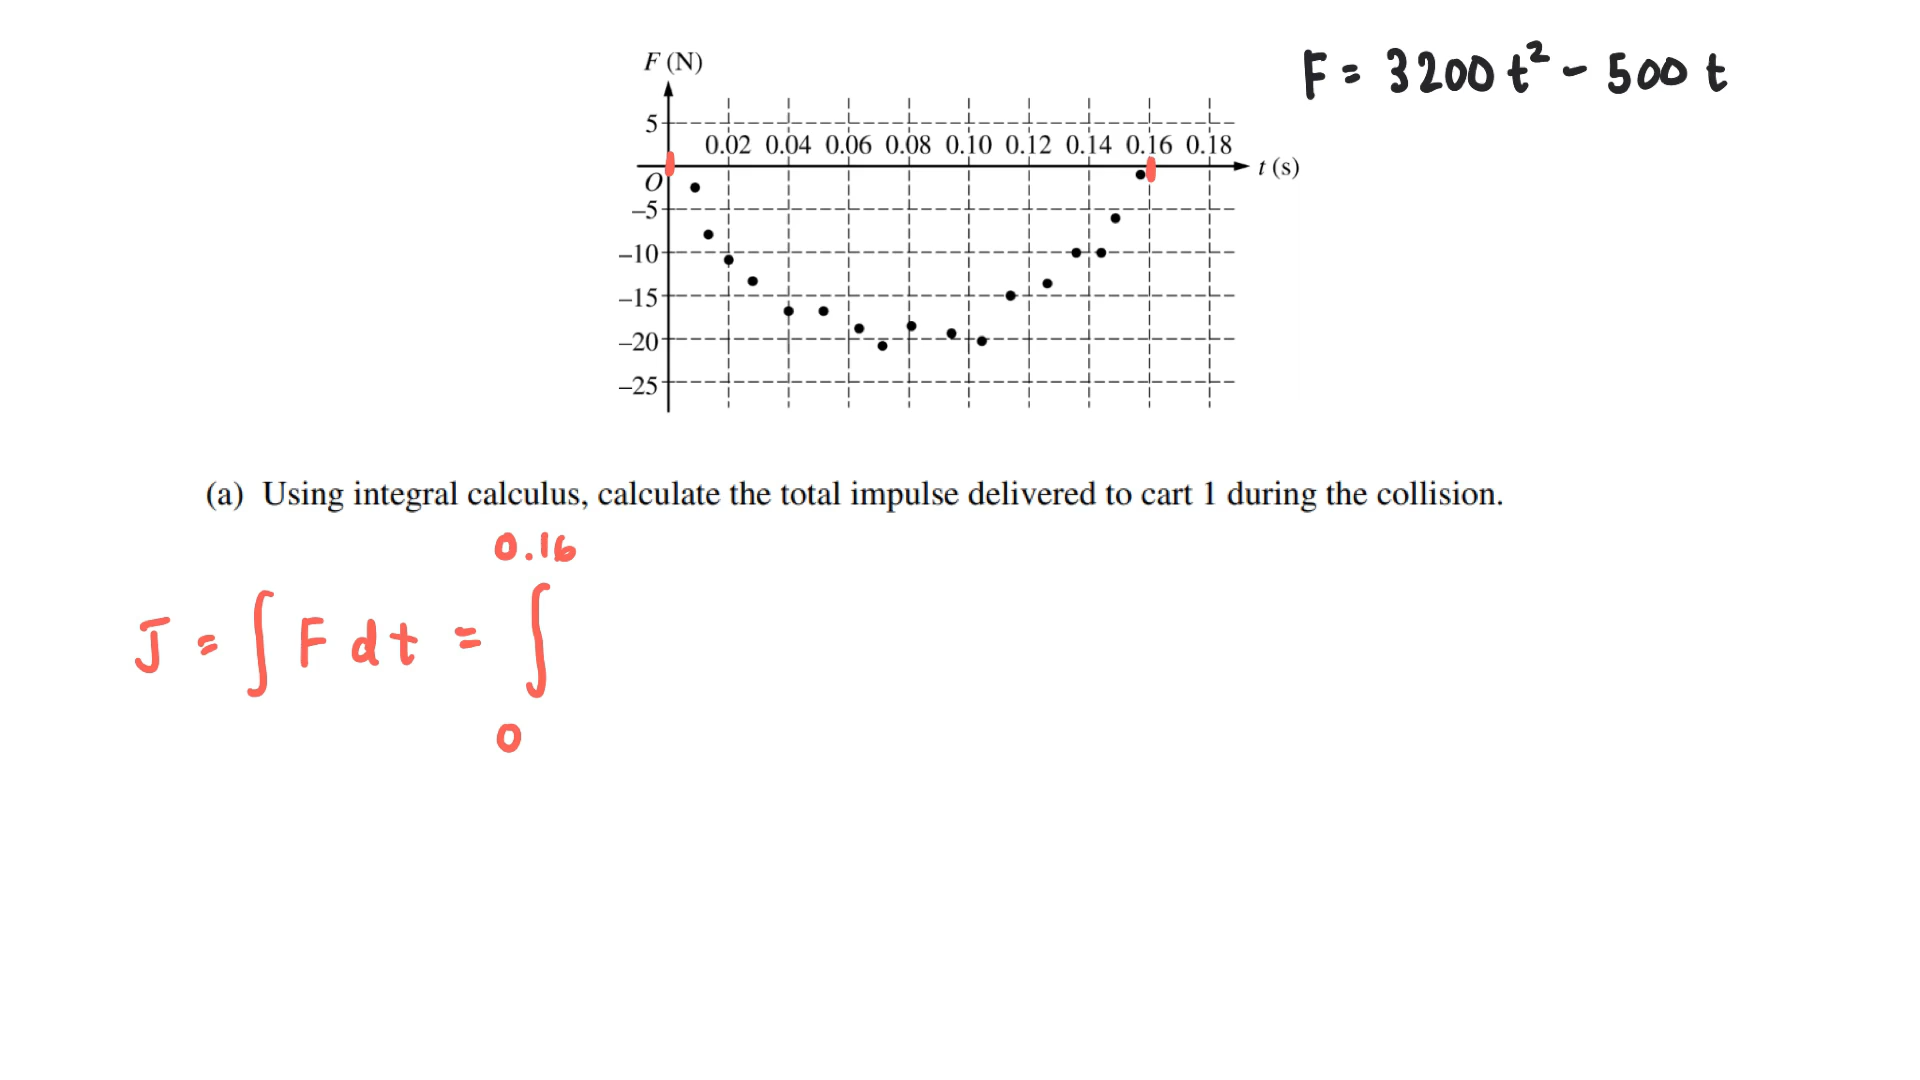 F (N)
F = 3200 t² - 500 t
5
0.02 0.04 0.06 0.08 0.10 0.12 0.14 0.16 0.18
t (s)
O
–5
–10
–15
–20
–25
(a) Using integral calculus, calculate the total impulse delivered to cart 1 during the collision.
0.16
J = ∫ F dt = ∫
0